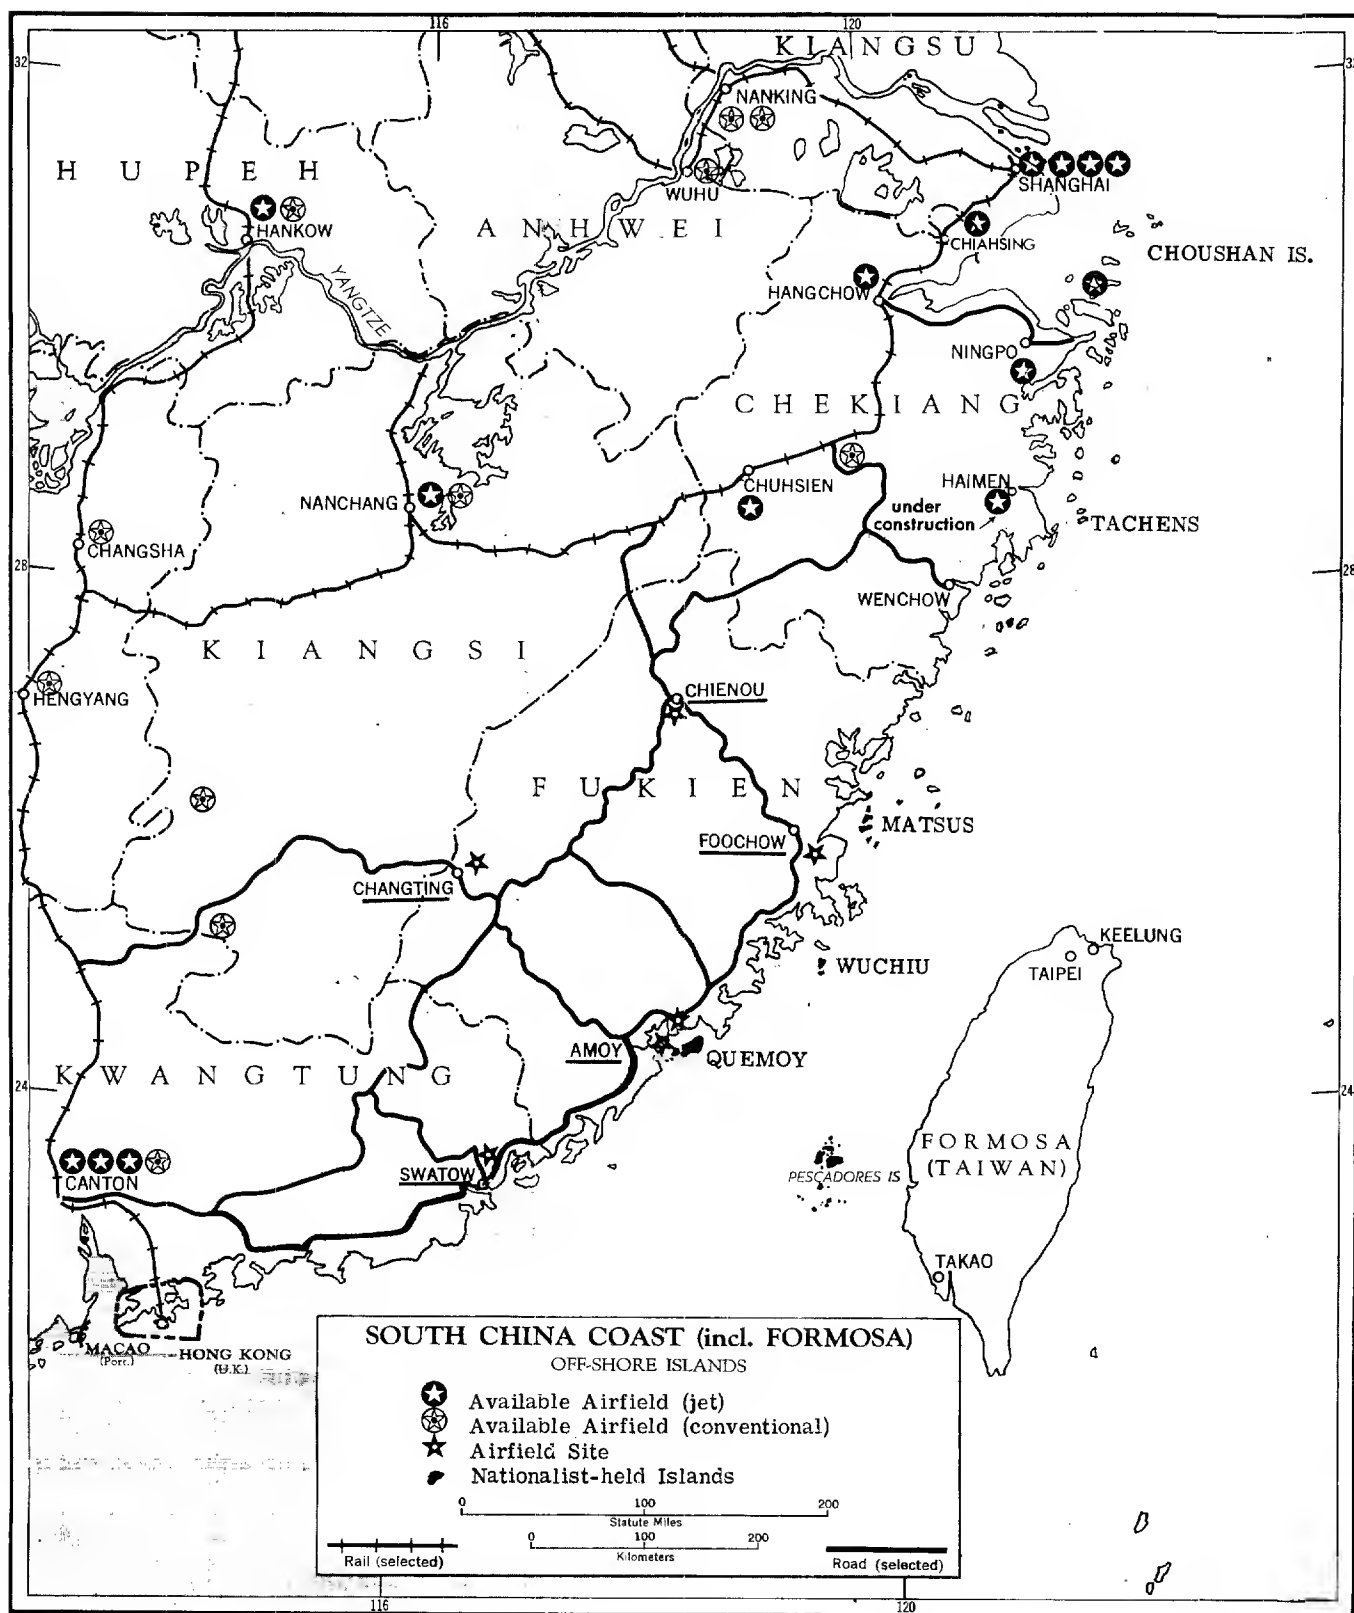 116
120
32
KIANGSU
NANKING
HUPEH
WUHU
SHANGHAI
HANKOW
ANHWEI
CHIAHSING
CHOUSHAN IS.
YANGTZE
HANGCHOW
NINGPO
CHEKIANG
NANCHANG
CHUHSIEN
HAIMEN
under
construction
TACHENS
CHANGSHA
28
28
WENCHOW
KIANGSI
HENGYANG
CHIENOU
FUKIEN
MATSUS
FOOCHOW
CHANGTING
KEELUNG
TAIPEI
WUCHIU
AMOY
QUEMOY
KWANGTUNG
24
24
FORMOSA
(TAIWAN)
PESCADORES IS
SWATOW
CANTON
TAKAO
MACAO
(Port.)
HONG KONG
(U.K.)
SOUTH CHINA COAST (incl. FORMOSA)
OFF-SHORE ISLANDS
Available Airfield (jet)
Available Airfield (conventional)
Airfield Site
Nationalist-held Islands
0 100 200
Statute Miles
0 100 200
Kilometers
Rail (selected)
Road (selected)
116
120